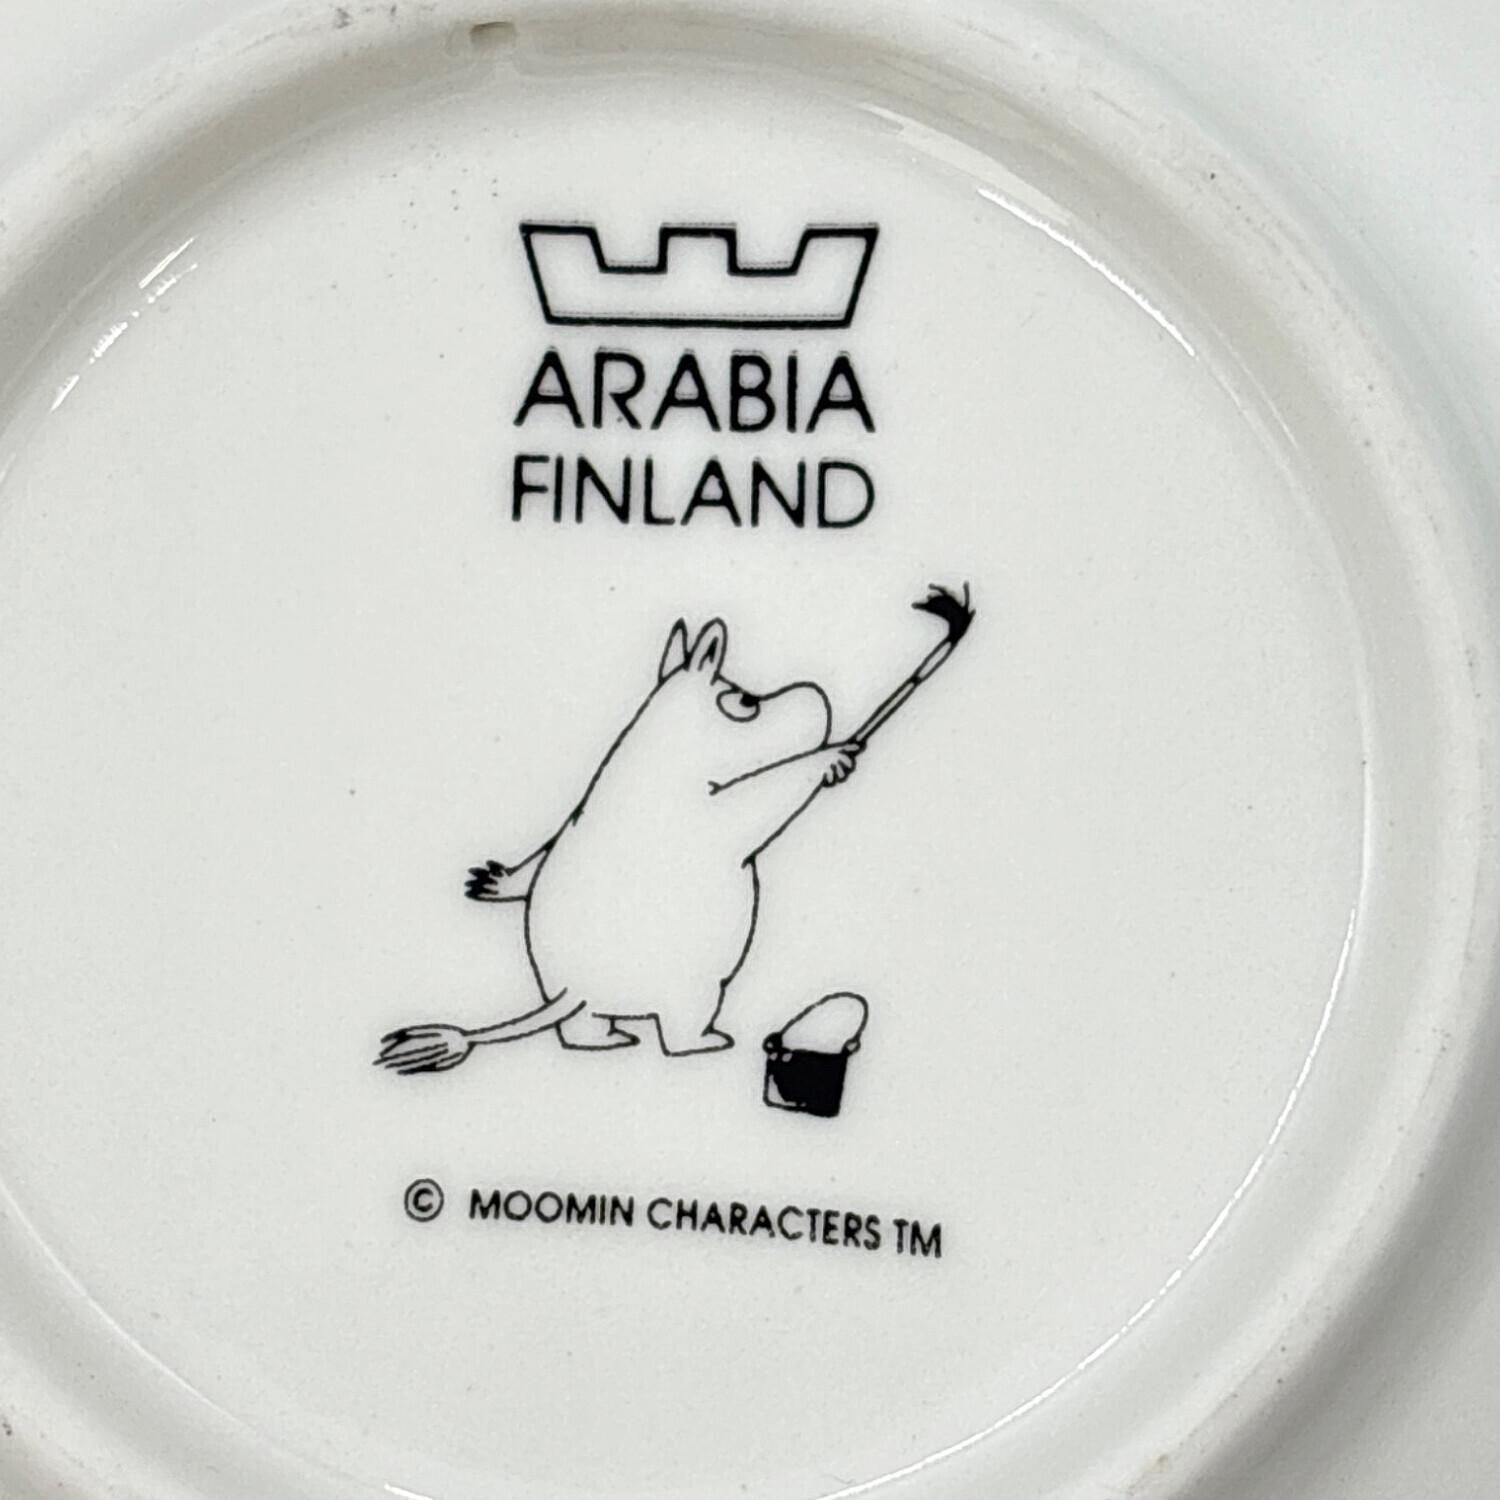 ARABIA
FINLAND
© MOOMIN CHARACTERS TM